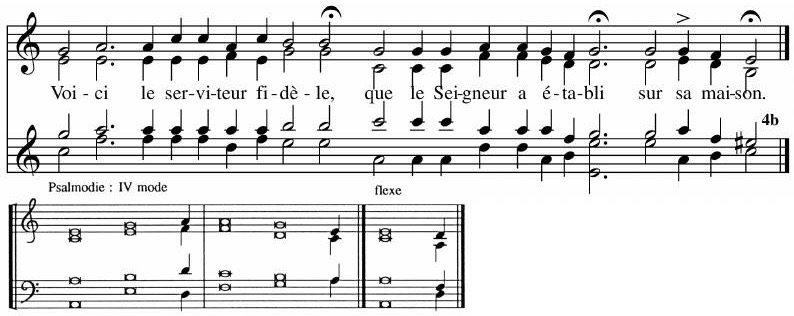 Voi - ci le ser-vi-teur fi-dè-le, que le Sei-gneur a é-ta-bli sur sa mai-son.
4b
Psalmodie : IV mode
flexe